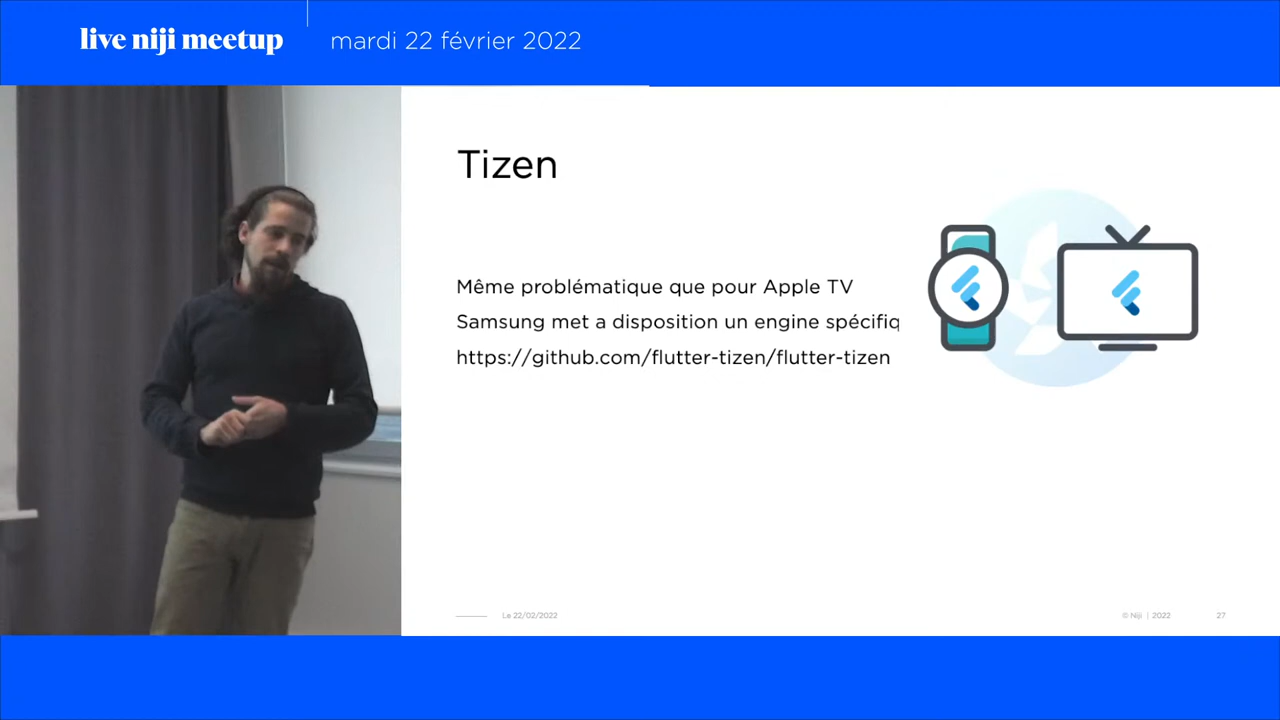 live niji meetup
mardi 22 février 2022
Tizen
Même problématique que pour Apple TV
Samsung met a disposition un engine spécifiq
https://github.com/flutter-tizen/flutter-tizen
Le 22/02/2022
© Niji | 2022
27